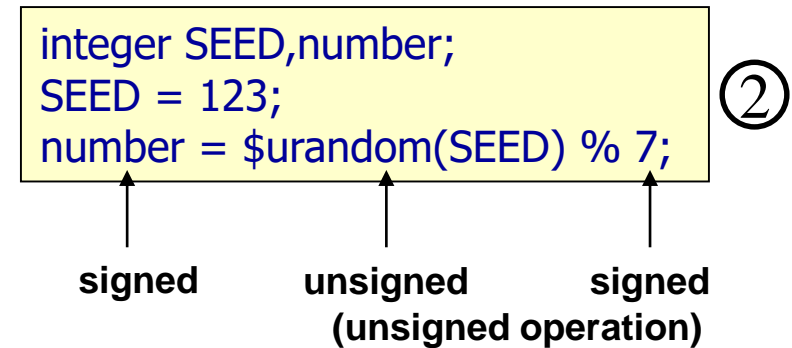 integer SEED,number;
SEED = 123;
number = $urandom(SEED) % 7;
②
signed unsigned signed
(unsigned operation)